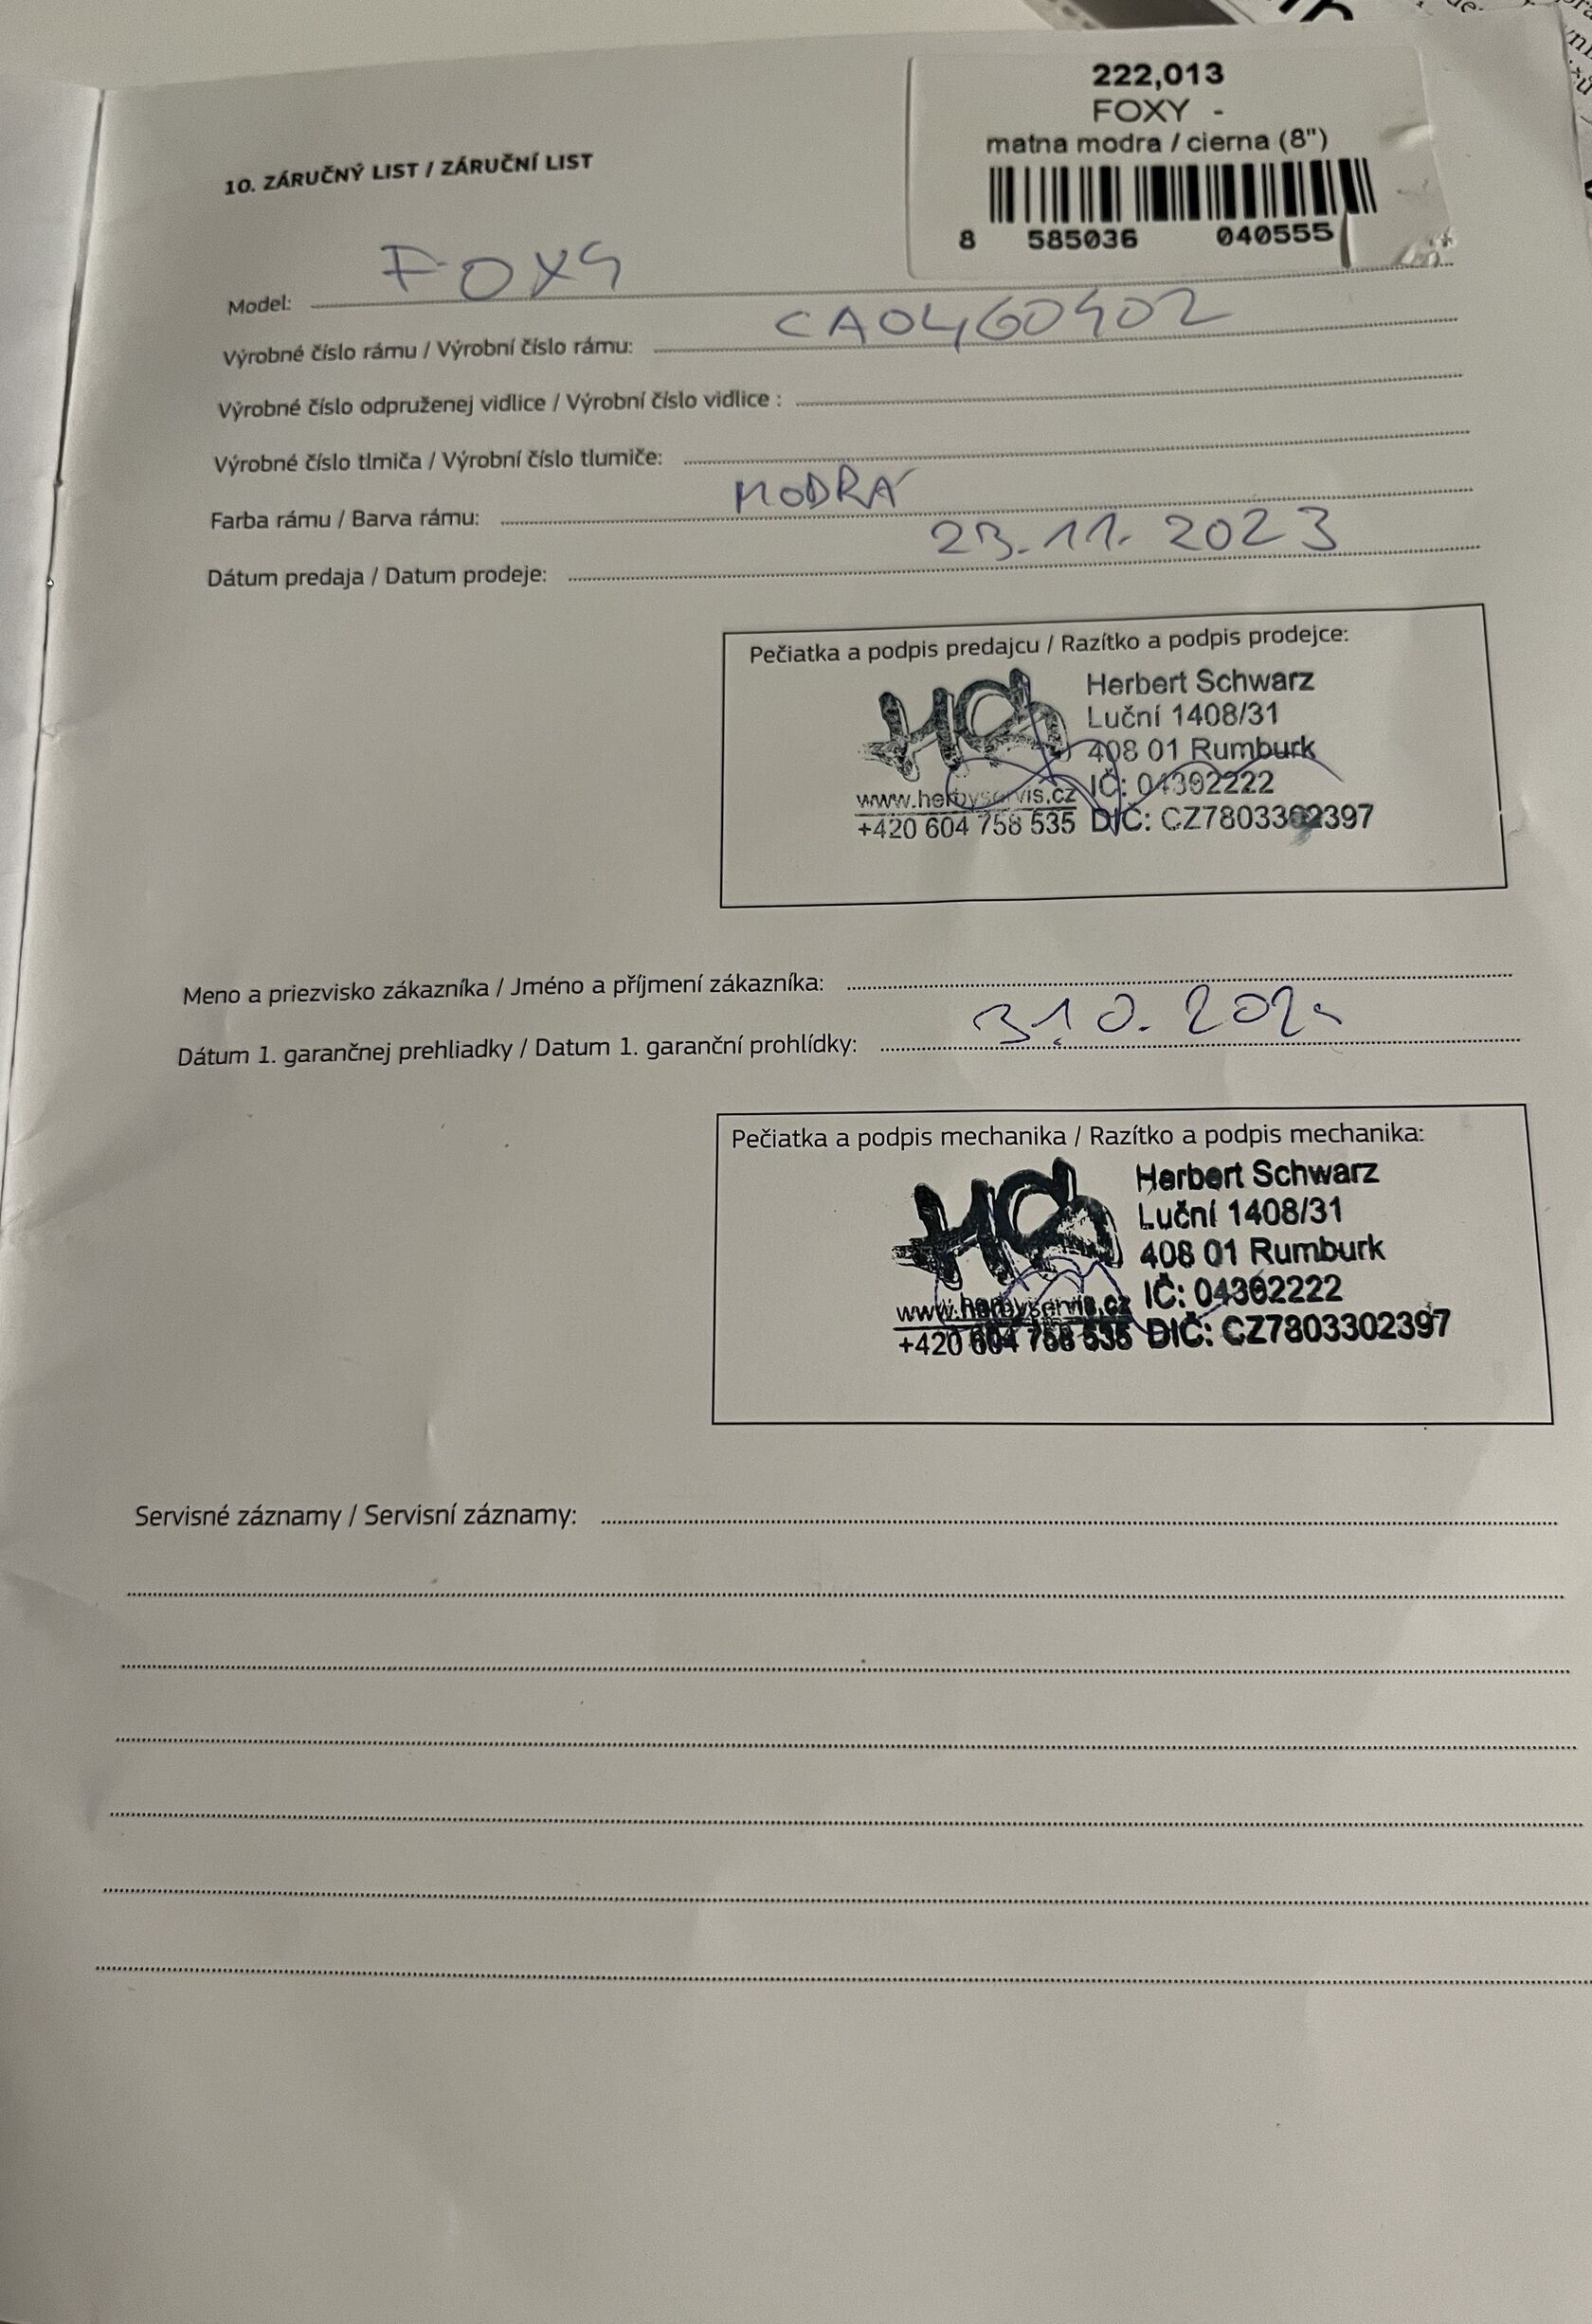 222,013
FOXY -
matna modra / cierna (8")
8 585036 040555
10. ZÁRUČNÝ LIST / ZÁRUČNÍ LIST
Model: FOXY
Výrobné číslo rámu / Výrobní číslo rámu: CA0460402
Výrobné číslo odpruženej vidlice / Výrobní číslo vidlice :
Výrobné číslo tlmiča / Výrobní číslo tlumiče:
Farba rámu / Barva rámu: MODRÁ
Dátum predaja / Datum prodeje: 23.11. 2023
Pečiatka a podpis predajcu / Razítko a podpis prodejce:
Herbert Schwarz
Luční 1408/31
408 01 Rumburk
www.herbyservis.cz IČ: 04302222
+420 604 758 535 DIČ: CZ7803302397
Meno a priezvisko zákazníka / Jméno a příjmení zákazníka:
Dátum 1. garančnej prehliadky / Datum 1. garanční prohlídky:
Pečiatka a podpis mechanika / Razítko a podpis mechanika:
Herbert Schwarz
Luční 1408/31
408 01 Rumburk
www.herbyservis.cz IČ: 04302222
+420 604 758 535 DIČ: CZ7803302397
Servisné záznamy / Servisní záznamy: